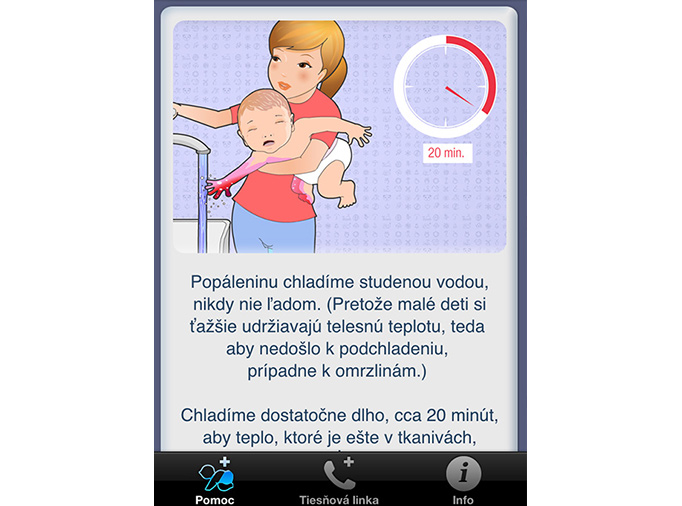 20 min.
Popáleninu chladíme studenou vodou,
nikdy nie ľadom. (Pretože malé deti si
ťažšie udržiavajú telesnú teplotu, teda
aby nedošlo k podchladeniu,
prípadne k omrzlinám.)
Chladíme dostatočne dlho, cca 20 minút,
aby teplo, ktoré je ešte v tkanivách,
Pomoc
Tiesňová linka
Info